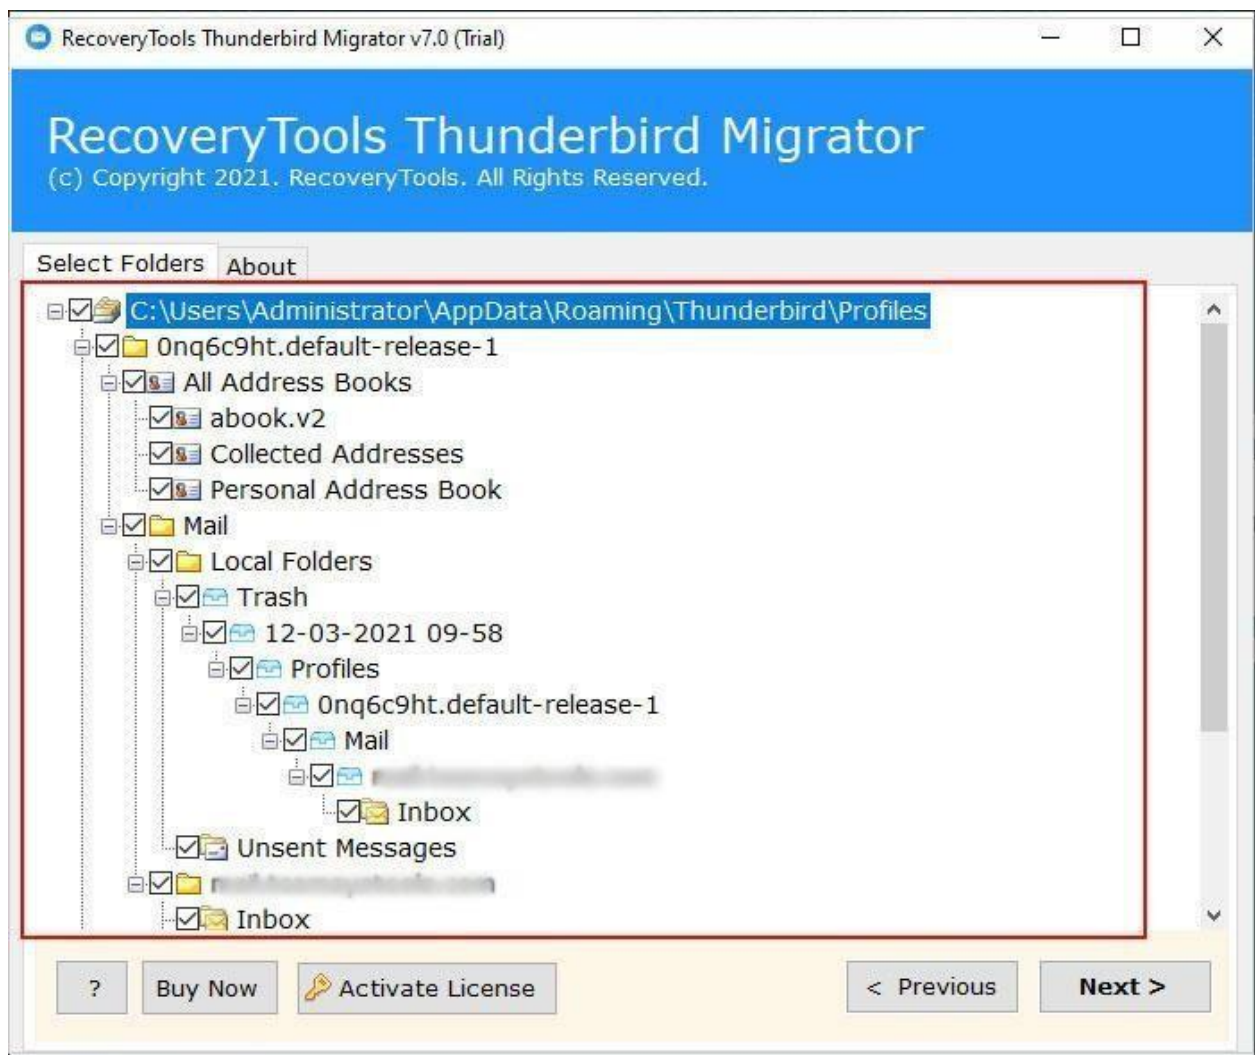 RecoveryTools Thunderbird Migrator v7.0 (Trial)
RecoveryTools Thunderbird Migrator
(c) Copyright 2021. RecoveryTools. All Rights Reserved.
Select Folders About
C:\Users\Administrator\AppData\Roaming\Thunderbird\Profiles
0nq6c9ht.default-release-1
All Address Books
abook.v2
Collected Addresses
Personal Address Book
Mail
Local Folders
Trash
12-03-2021 09-58
Profiles
0nq6c9ht.default-release-1
Mail
Inbox
Unsent Messages
Inbox
? Buy Now Activate License < Previous Next >